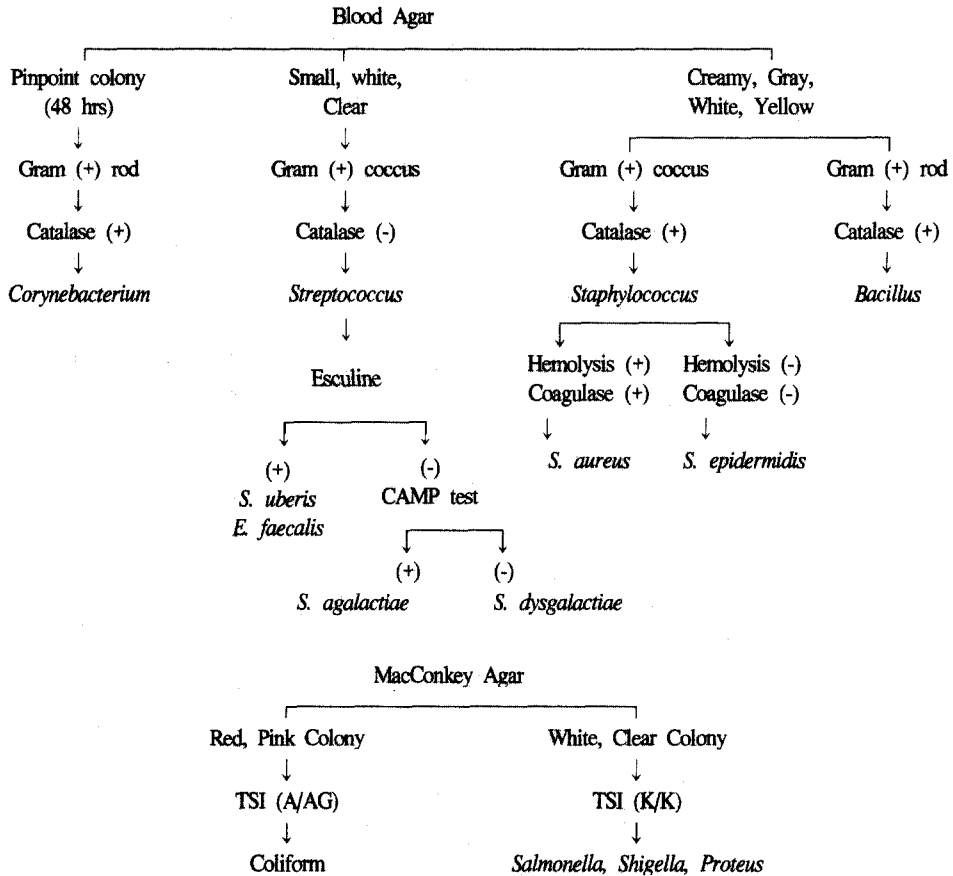 Blood Agar
Pinpoint colony Small, white, Creamy, Gray,
(48 hrs) Clear White, Yellow
Gram (+) rod Gram (+) coccus Gram (+) coccus Gram (+) rod
Catalase (+) Catalase (-) Catalase (+) Catalase (+)
Corynebacterium Streptococcus Staphylococcus Bacillus
Hemolysis (+) Hemolysis (-)
Esculine
Coagulase (+) Coagulase (-)
S. aureus S. epidermidis
(+) (-)
S. uberis CAMP test
E. faecalis
(+) (-)
S. agalactiae S. dysgalactiae
MacConkey Agar
Red, Pink Colony White, Clear Colony
TSI (A/AG) TSI (K/K)
Coliform Salmonella, Shigella, Proteus